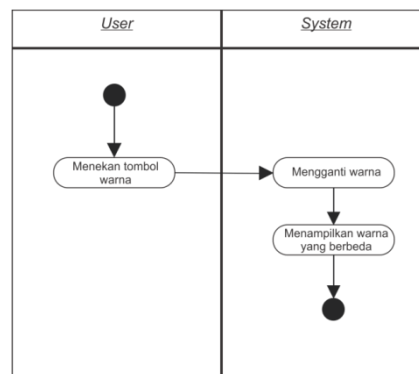 User
System
Menekan tombol
warna
Mengganti warna
Menampilkan warna
yang berbeda